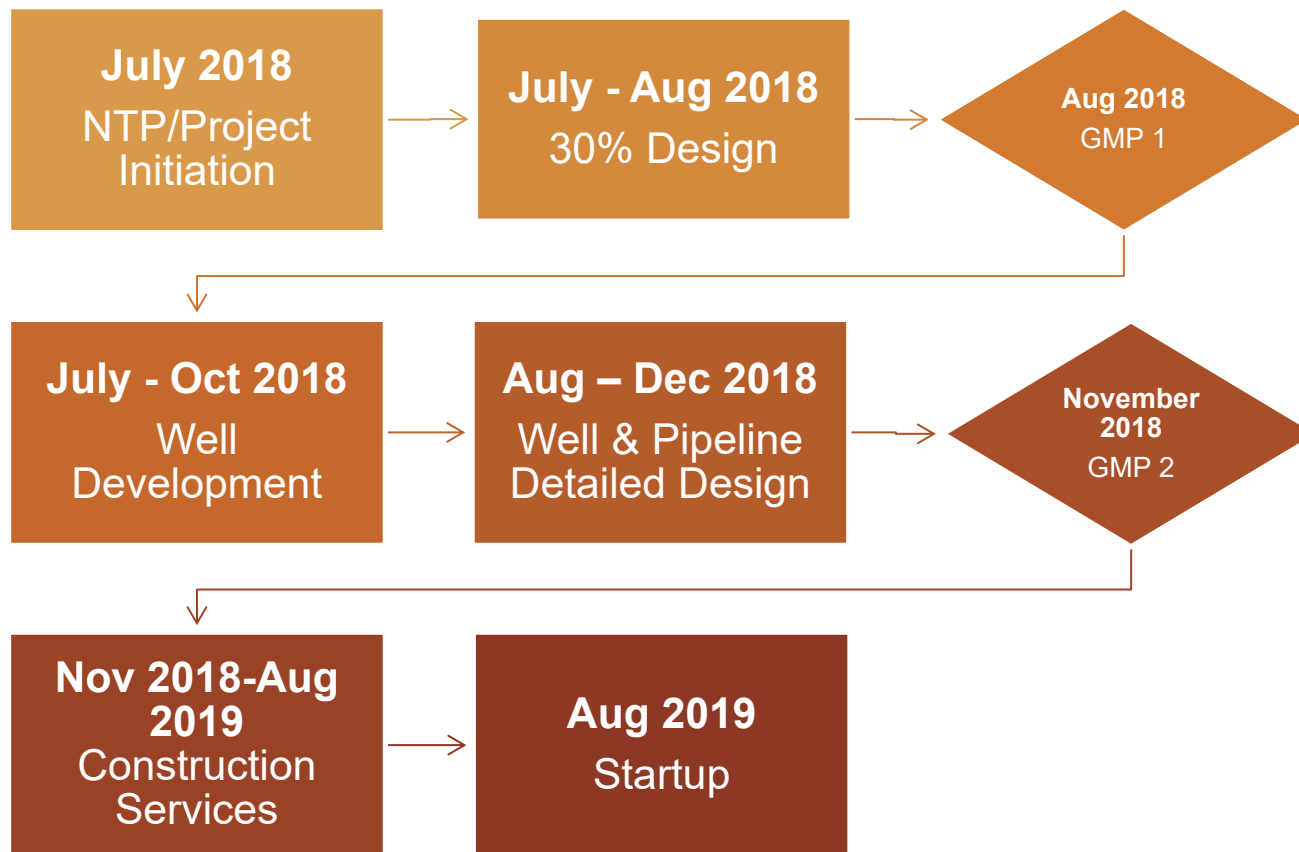 July 2018
NTP/Project
Initiation
July - Aug 2018
30% Design
Aug 2018
GMP 1
July - Oct 2018
Well
Development
Aug – Dec 2018
Well & Pipeline
Detailed Design
November
2018
GMP 2
Nov 2018-Aug
2019
Construction
Services
Aug 2019
Startup